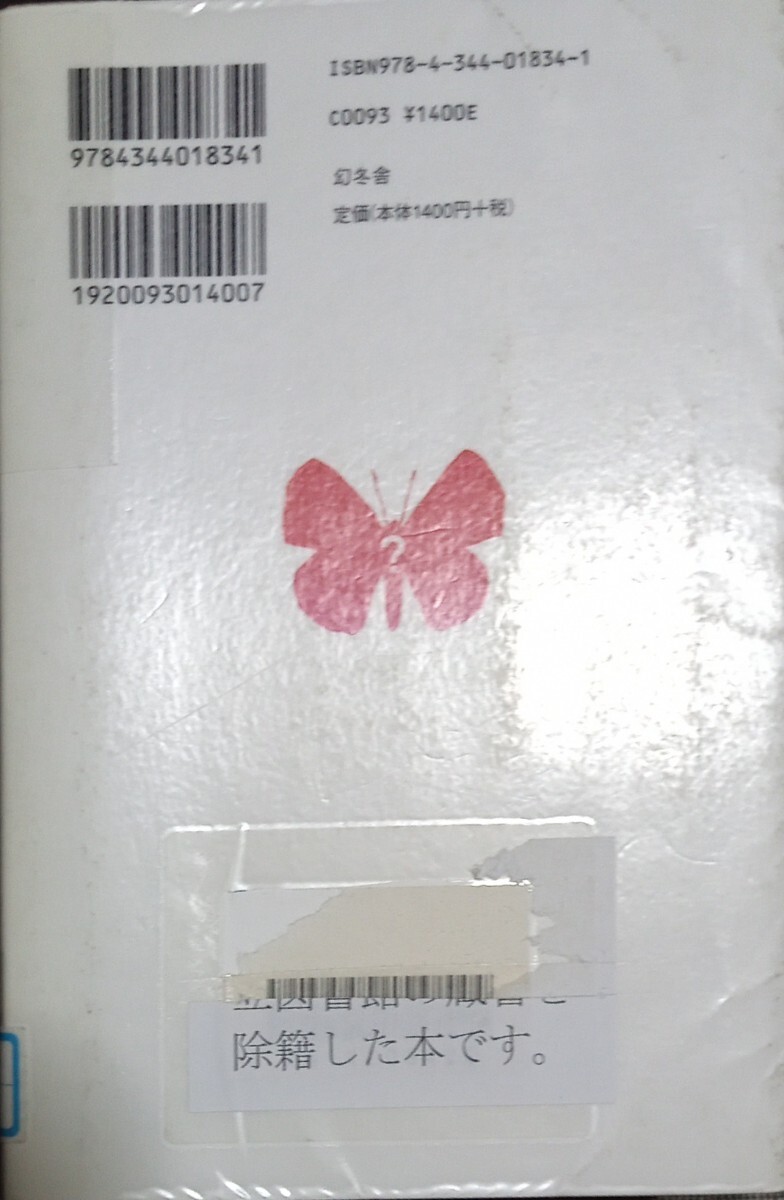 ISBN978-4-344-01834-1
C0093 ¥1400E
幻冬舎
定価(本体1400円+税)
9784344018341
1920093014007
?
除籍した本です。